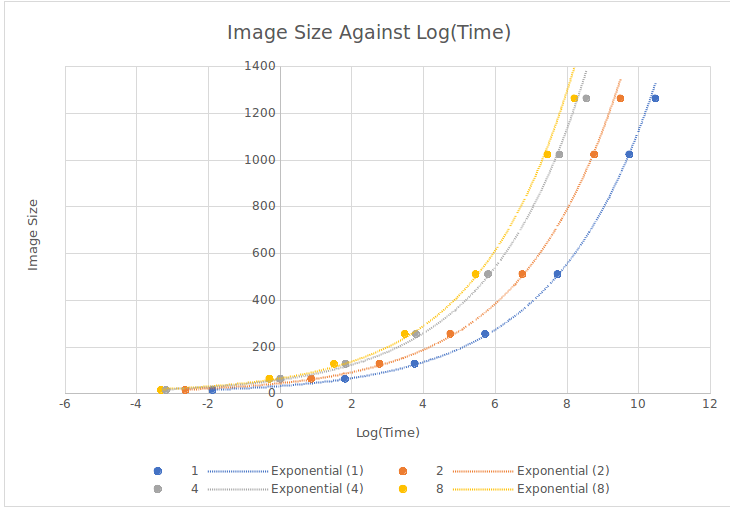 Image Size Against Log(Time)
1400
1200
1000
800
600
400
200
0
-6 -4 -2 0 2 4 6 8 10 12
Image Size
Log(Time)
1 Exponential (1) 2 Exponential (2)
4 Exponential (4) 8 Exponential (8)